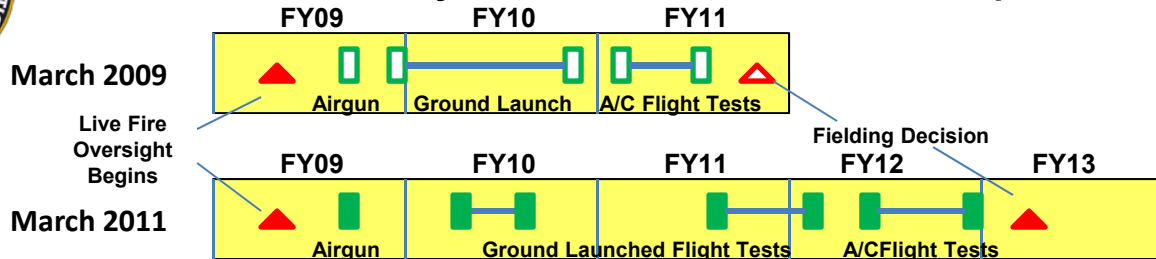 FY09 FY10 FY11
March 2009
Airgun Ground Launch A/C Flight Tests
Live Fire
Oversight
Begins
Fielding Decision
FY09 FY10 FY11 FY12 FY13
March 2011
Airgun Ground Launched Flight Tests A/CFlight Tests